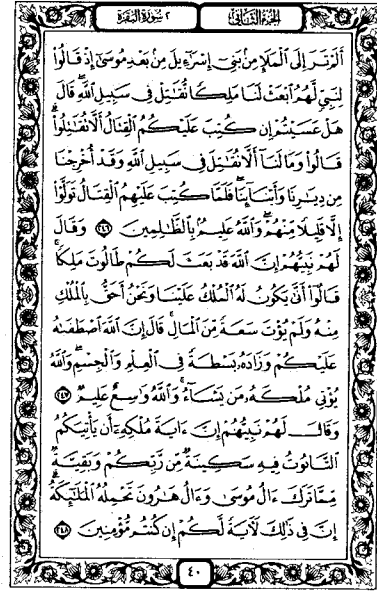 الجزء الثاني
٢ سورة البقرة
أَلَمْ تَرَ إِلَى ٱلْمَلَإِ مِنۢ بَنِىٓ إِسْرَٰٓءِيلَ مِنۢ بَعْدِ مُوسَىٰٓ إِذْ قَالُوا۟
لِنَبِىٍّ لَّهُمُ ٱبْعَثْ لَنَا مَلِكًا نُّقَٰتِلْ فِى سَبِيلِ ٱللَّهِ ۖ قَالَ
هَلْ عَسَيْتُمْ إِن كُتِبَ عَلَيْكُمُ ٱلْقِتَالُ أَلَّا تُقَٰتِلُوا۟ ۖ
قَالُوا۟ وَمَا لَنَآ أَلَّا نُقَٰتِلَ فِى سَبِيلِ ٱللَّهِ وَقَدْ أُخْرِجْنَا
مِن دِيَٰرِنَا وَأَبْنَآئِنَا ۖ فَلَمَّا كُتِبَ عَلَيْهِمُ ٱلْقِتَالُ تَوَلَّوْا۟
إِلَّا قَلِيلًا مِّنْهُمْ ۗ وَٱللَّهُ عَلِيمٌۢ بِٱلظَّٰلِمِينَ ٢٤٦ وَقَالَ
لَهُمْ نَبِيُّهُمْ إِنَّ ٱللَّهَ قَدْ بَعَثَ لَكُمْ طَالُوتَ مَلِكًا ۚ
قَالُوٓا۟ أَنَّىٰ يَكُونُ لَهُ ٱلْمُلْكُ عَلَيْنَا وَنَحْنُ أَحَقُّ بِٱلْمُلْكِ
مِنْهُ وَلَمْ يُؤْتَ سَعَةً مِّنَ ٱلْمَالِ ۚ قَالَ إِنَّ ٱللَّهَ ٱصْطَفَىٰهُ
عَلَيْكُمْ وَزَادَهُۥ بَسْطَةً فِى ٱلْعِلْمِ وَٱلْجِسْمِ ۖ وَٱللَّهُ
يُؤْتِى مُلْكَهُۥ مَن يَشَآءُ ۚ وَٱللَّهُ وَٰسِعٌ عَلِيمٌ ٢٤٧
وَقَالَ لَهُمْ نَبِيُّهُمْ إِنَّ ءَايَةَ مُلْكِهِۦٓ أَن يَأْتِيَكُمُ
ٱلتَّابُوتُ فِيهِ سَكِينَةٌ مِّن رَّبِّكُمْ وَبَقِيَّةٌ
مِّمَّا تَرَكَ ءَالُ مُوسَىٰ وَءَالُ هَٰرُونَ تَحْمِلُهُ ٱلْمَلَٰٓئِكَةُ ۚ
إِنَّ فِى ذَٰلِكَ لَءَايَةً لَّكُمْ إِن كُنتُم مُّؤْمِنِينَ ٢٤٨
٤٠